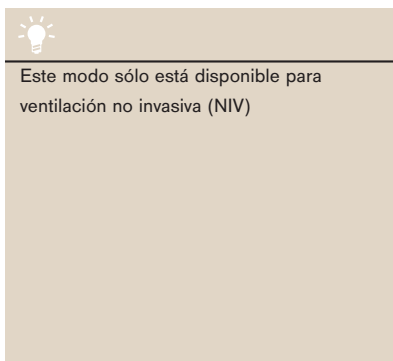 Este modo sólo está disponible para
ventilación no invasiva (NIV)